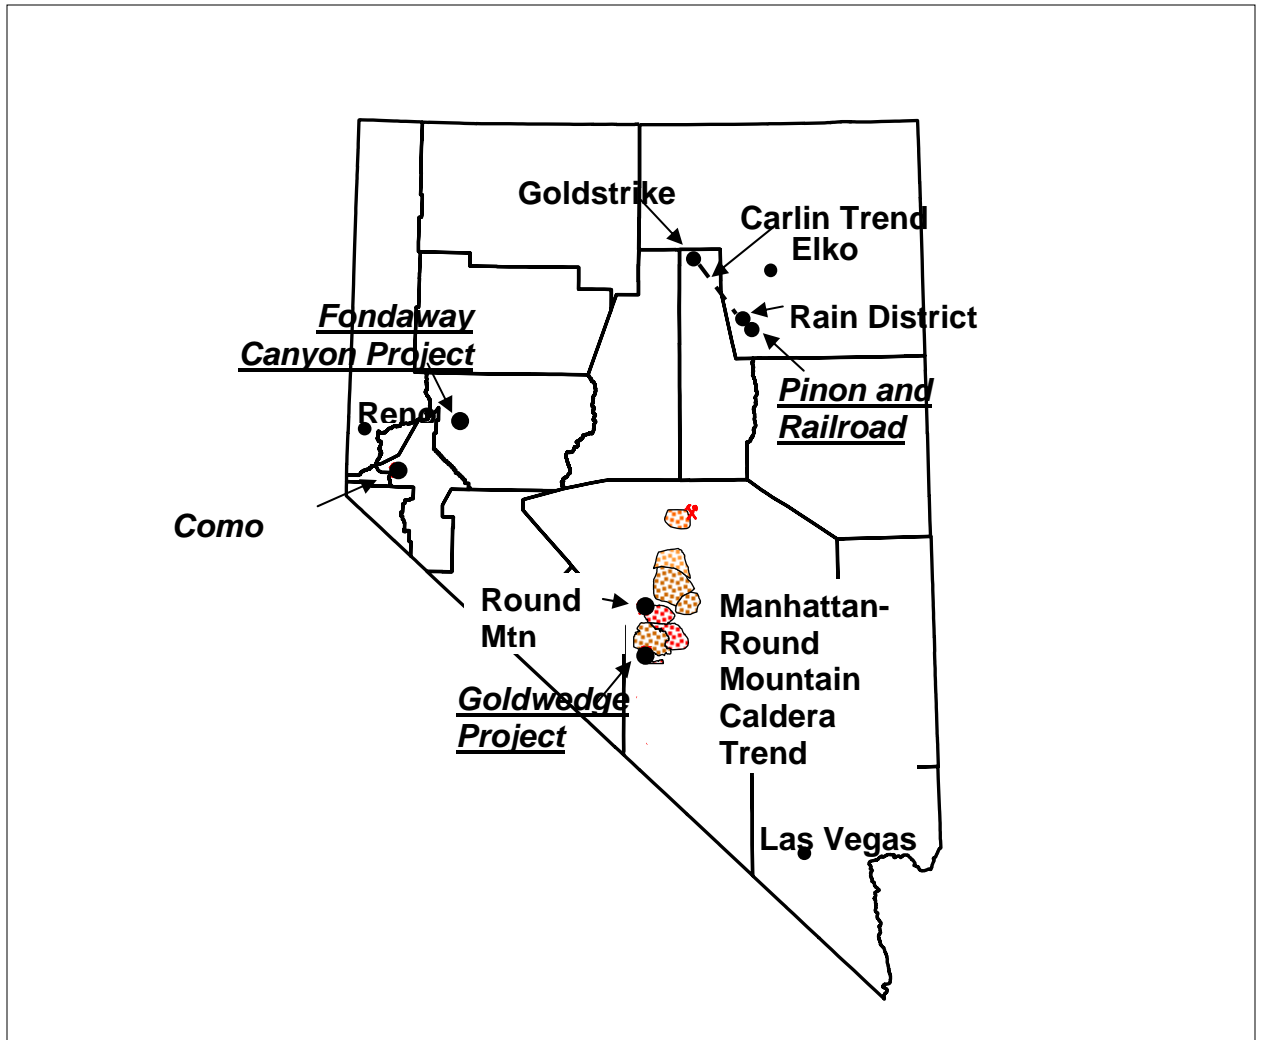 Goldstrike
Carlin Trend
Elko
Fondaway
Canyon Project
Rain District
Pinon and
Railroad
Reno
Como
Round
Mtn
Manhattan-
Round
Mountain
Caldera
Trend
Goldwedge
Project
Las Vegas